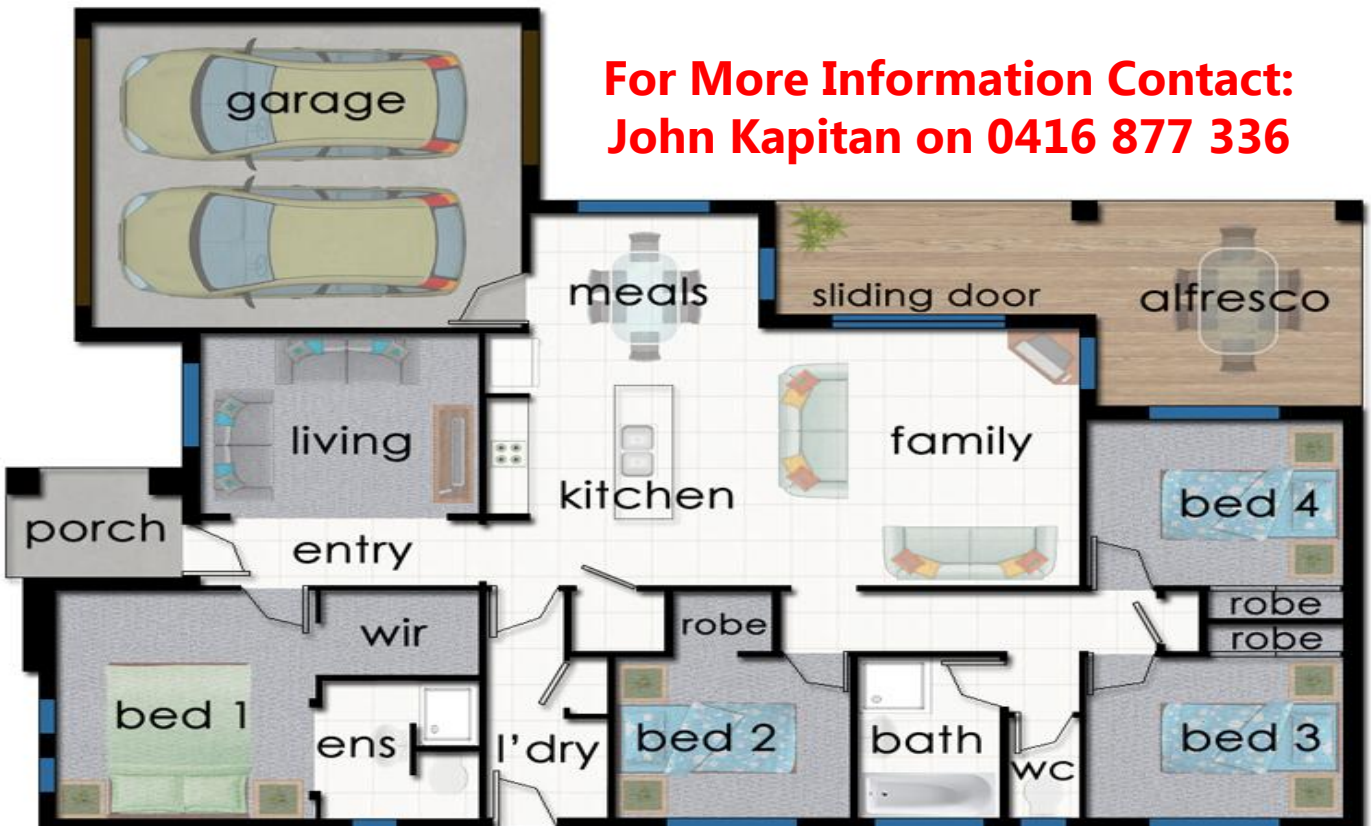 For More Information Contact:
John Kapitan on 0416 877 336
garage
meals
sliding door
alfresco
living
family
kitchen
bed 4
porch
entry
robe
wir
robe
robe
bed 1
ens
l'dry
bed 2
bath
wc
bed 3